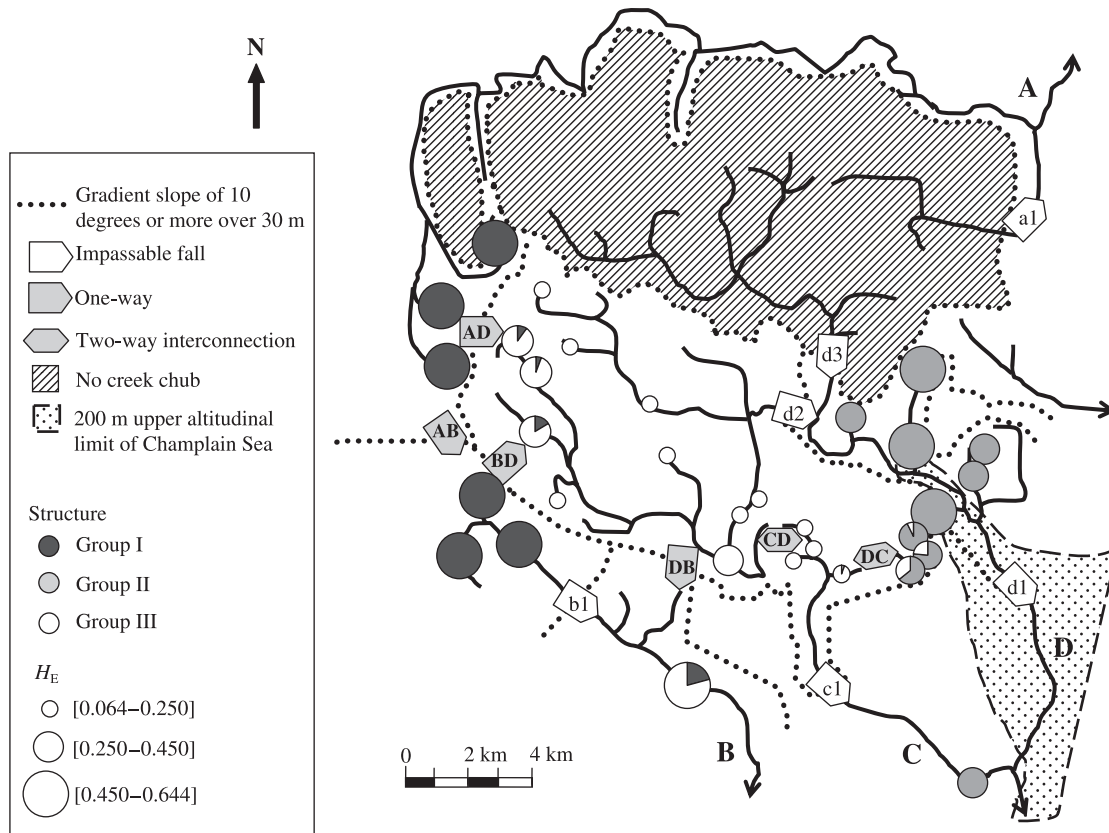 N
Gradient slope of 10
degrees or more over 30 m
Impassable fall
One-way
Two-way interconnection
No creek chub
200 m upper altitudinal
limit of Champlain Sea
Structure
Group I
Group II
Group III
HE
[0.064–0.250]
[0.250–0.450]
[0.450–0.644]
A
a1
AD
d3
d2
AB
BD
CD
DC
DB
b1
d1
D
c1
B
C
0 2 km 4 km